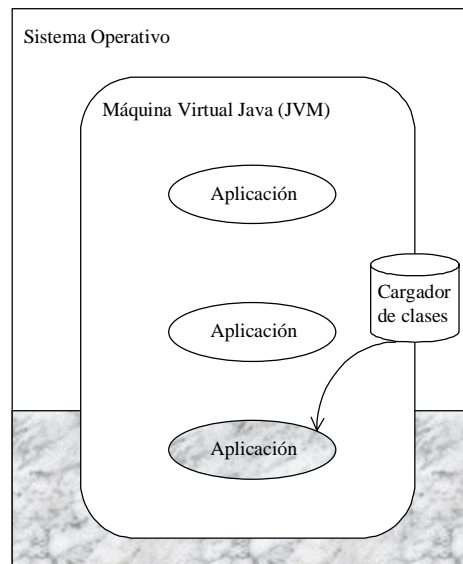 Sistema Operativo
Máquina Virtual Java (JVM)
Aplicación
Cargador
de clases
Aplicación
Aplicación